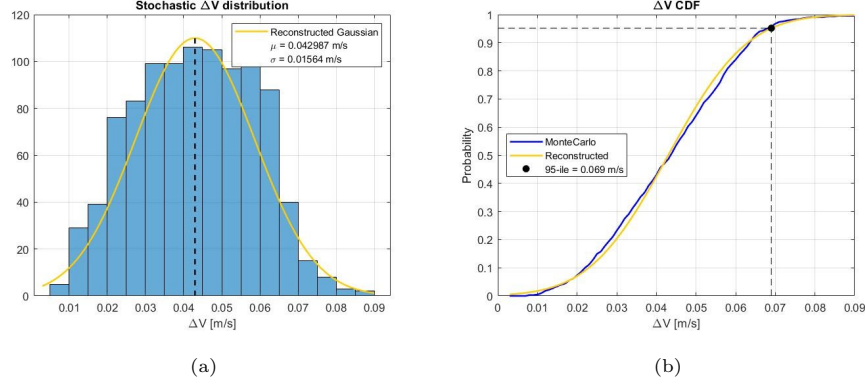 Stochastic ΔV distribution
Reconstructed Gaussian
μ = 0.042987 m/s
σ = 0.01564 m/s
120
100
80
60
40
20
0
0.01 0.02 0.03 0.04 0.05 0.06 0.07 0.08 0.09
ΔV [m/s]
(a)
ΔV CDF
Probability
1
0.9
0.8
0.7
0.6
0.5
0.4
0.3
0.2
0.1
0
MonteCarlo
Reconstructed
95-ile = 0.069 m/s
0 0.01 0.02 0.03 0.04 0.05 0.06 0.07 0.08 0.09
ΔV [m/s]
(b)